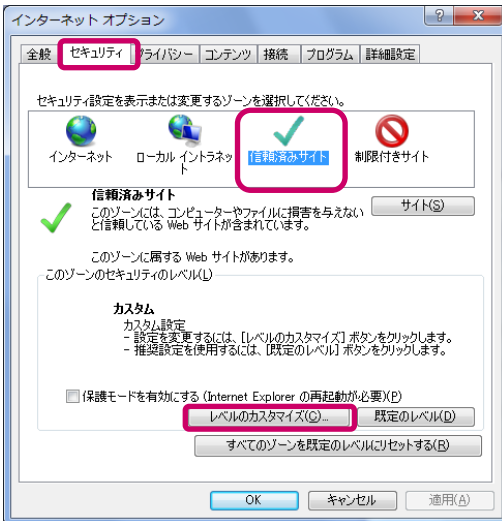 インターネット オプション
全般 セキュリティ プライバシー コンテンツ 接続 プログラム 詳細設定
セキュリティ設定を表示または変更するゾーンを選択してください。
インターネット ローカル イントラネッ
ト 信頼済みサイト 制限付きサイト
信頼済みサイト
このゾーンには、コンピューターやファイルに損害を与えない
と信頼している Web サイトが含まれています。
サイト(S)
このゾーンに属する Web サイトがあります。
このゾーンのセキュリティのレベル(L)
カスタム
カスタム設定
- 設定を変更するには、[レベルのカスタマイズ] ボタンをクリックします。
- 推奨設定を使用するには、[既定のレベル] ボタンをクリックします。
保護モードを有効にする (Internet Explorer の再起動が必要)(P)
レベルのカスタマイズ(C)... 既定のレベル(D)
すべてのゾーンを既定のレベルにリセットする(R)
OK キャンセル 適用(A)